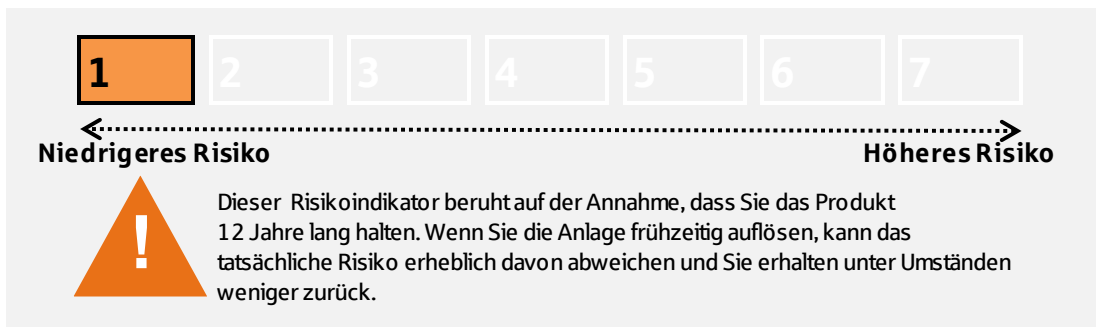 1 2 3 4 5 6 7
Niedrigeres Risiko Höheres Risiko
!
Dieser Risikoindikator beruht auf der Annahme, dass Sie das Produkt
12 Jahre lang halten. Wenn Sie die Anlage frühzeitig auflösen, kann das
tatsächliche Risiko erheblich davon abweichen und Sie erhalten unter Umständen
weniger zurück.